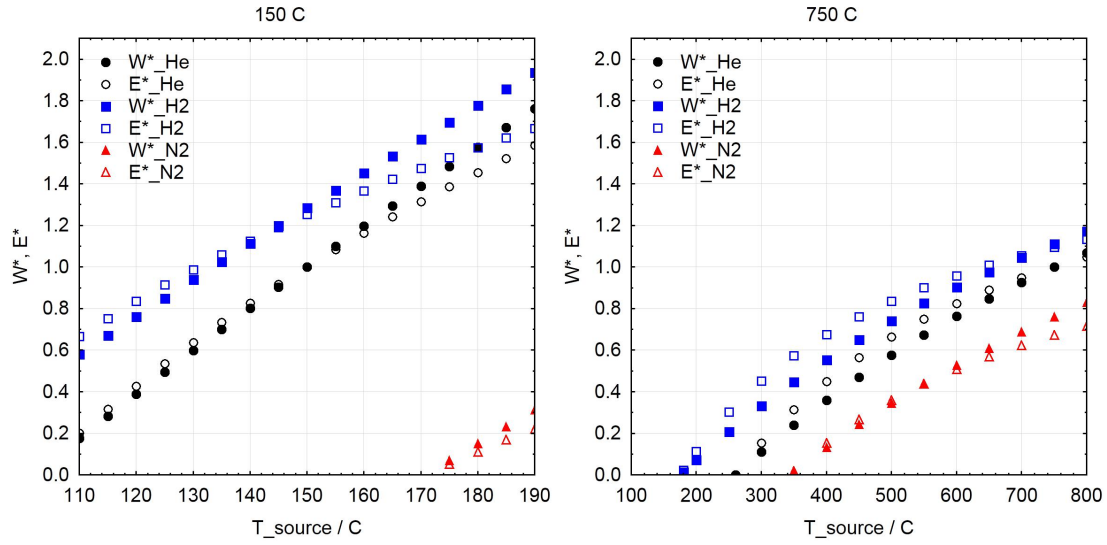 150 C
W*, E*
2.0
1.8
1.6
1.4
1.2
1.0
0.8
0.6
0.4
0.2
0.0
W*_He
E*_He
W*_H2
E*_H2
W*_N2
E*_N2
110 120 130 140 150 160 170 180 190
T_source / C
750 C
W*, E*
2.0
1.8
1.6
1.4
1.2
1.0
0.8
0.6
0.4
0.2
0.0
W*_He
E*_He
W*_H2
E*_H2
W*_N2
E*_N2
100 200 300 400 500 600 700 800
T_source / C